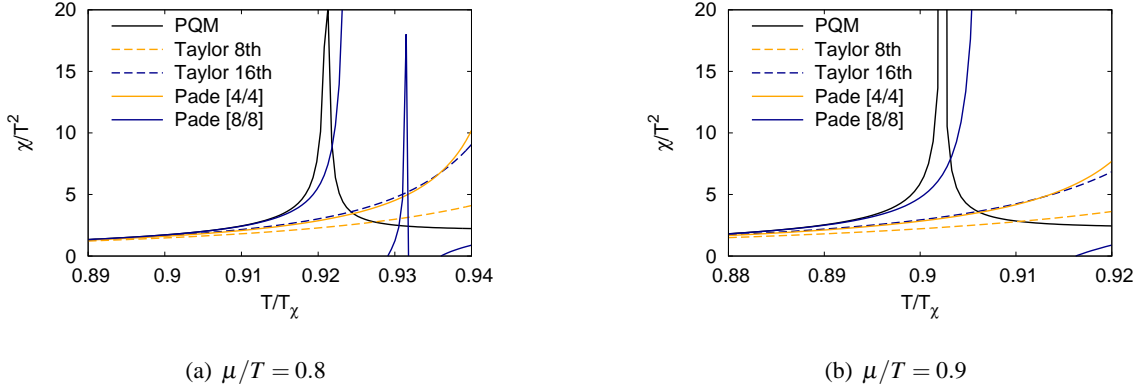 20
15
10
5
0
χ/T²
PQM
Taylor 8th
Taylor 16th
Pade [4/4]
Pade [8/8]
0.89 0.9 0.91 0.92 0.93 0.94
T/Tχ
(a) μ/T = 0.8
20
15
10
5
0
χ/T²
PQM
Taylor 8th
Taylor 16th
Pade [4/4]
Pade [8/8]
0.88 0.89 0.9 0.91 0.92
T/Tχ
(b) μ/T = 0.9